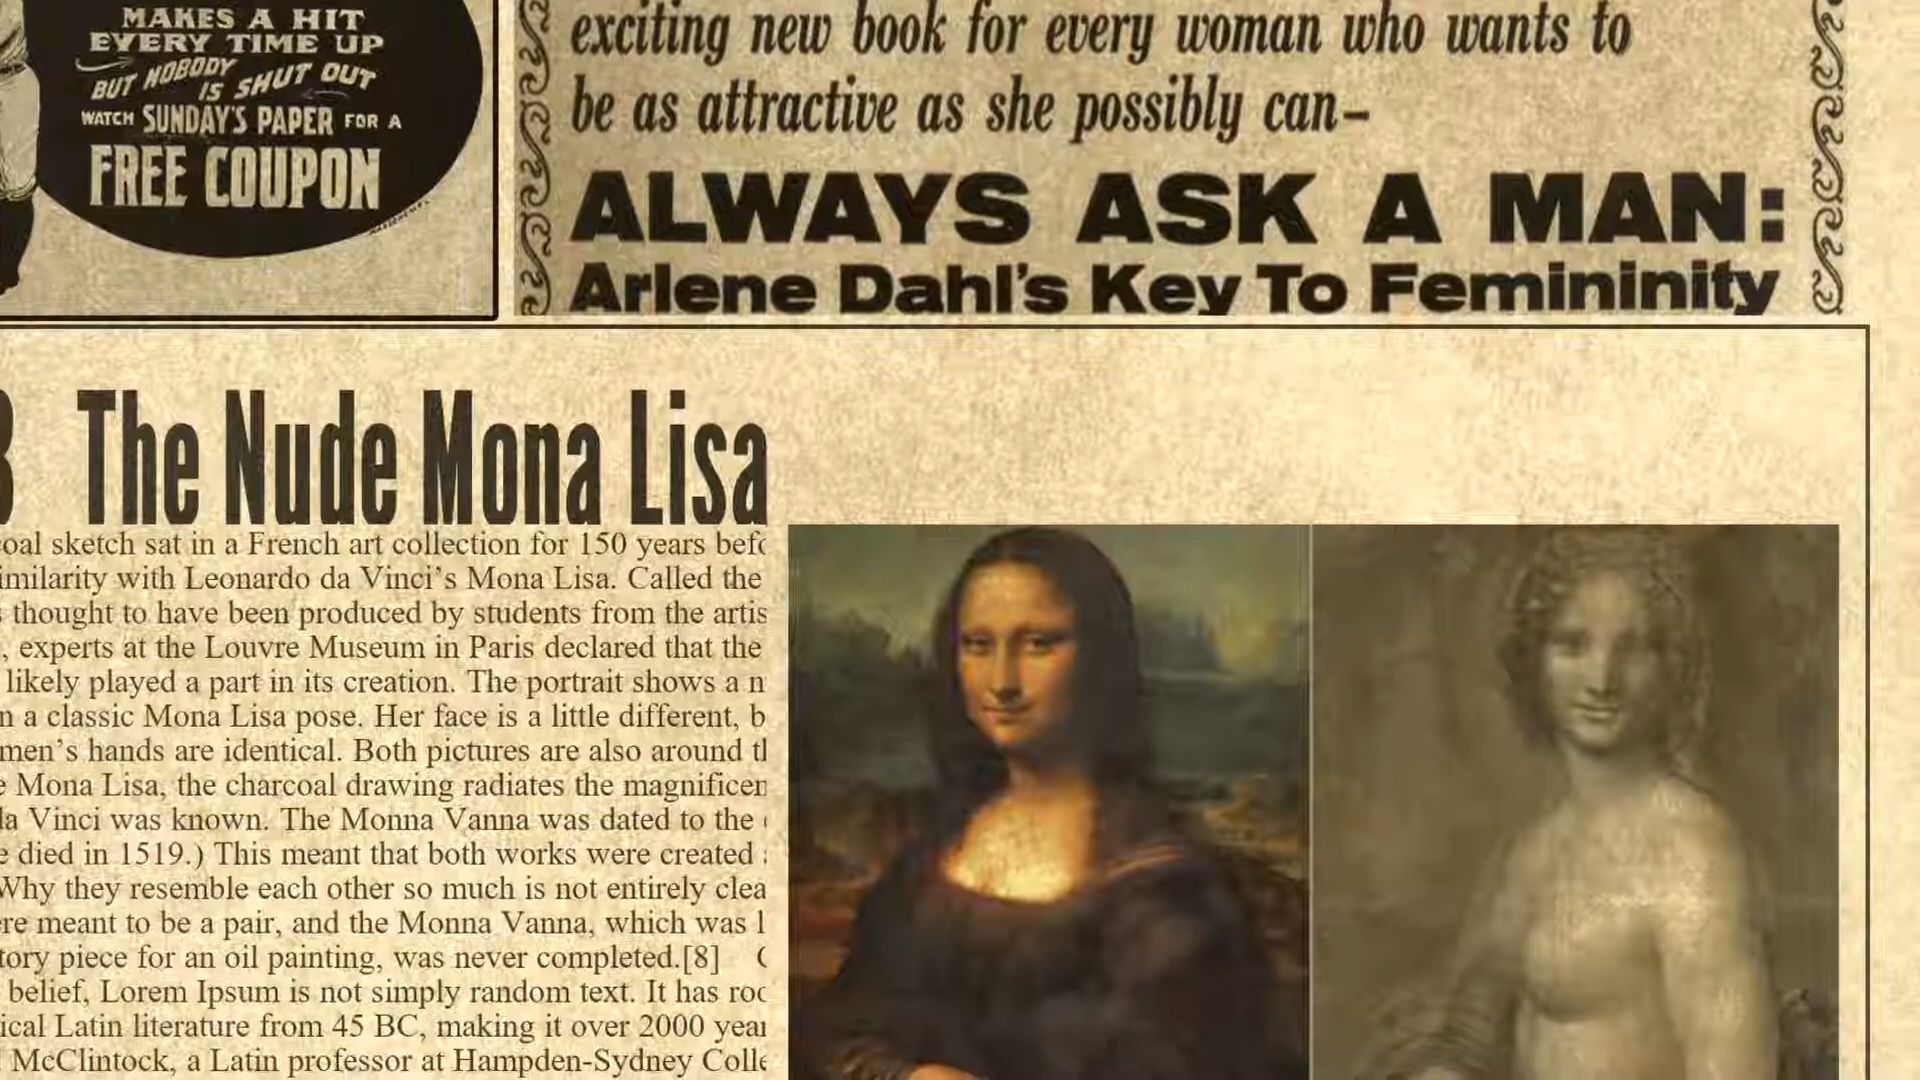 MAKES A HIT
EVERY TIME UP
BUT NOBODY
IS SHUT OUT
WATCH SUNDAY'S PAPER FOR A
FREE COUPON
exciting new book for every woman who wants to
be as attractive as she possibly can–
ALWAYS ASK A MAN:
Arlene Dahl's Key To Femininity
The Nude Mona Lisa
oal sketch sat in a French art collection for 150 years befo
imilarity with Leonardo da Vinci’s Mona Lisa. Called the
thought to have been produced by students from the artis
, experts at the Louvre Museum in Paris declared that the
likely played a part in its creation. The portrait shows a n
n a classic Mona Lisa pose. Her face is a little different, b
men’s hands are identical. Both pictures are also around tl
e Mona Lisa, the charcoal drawing radiates the magnificen
la Vinci was known. The Monna Vanna was dated to the
e died in 1519.) This meant that both works were created
Why they resemble each other so much is not entirely clea
re meant to be a pair, and the Monna Vanna, which was l
tory piece for an oil painting, was never completed.[8]
belief, Lorem Ipsum is not simply random text. It has roo
ical Latin literature from 45 BC, making it over 2000 year
McClintock, a Latin professor at Hampden-Sydney Colle